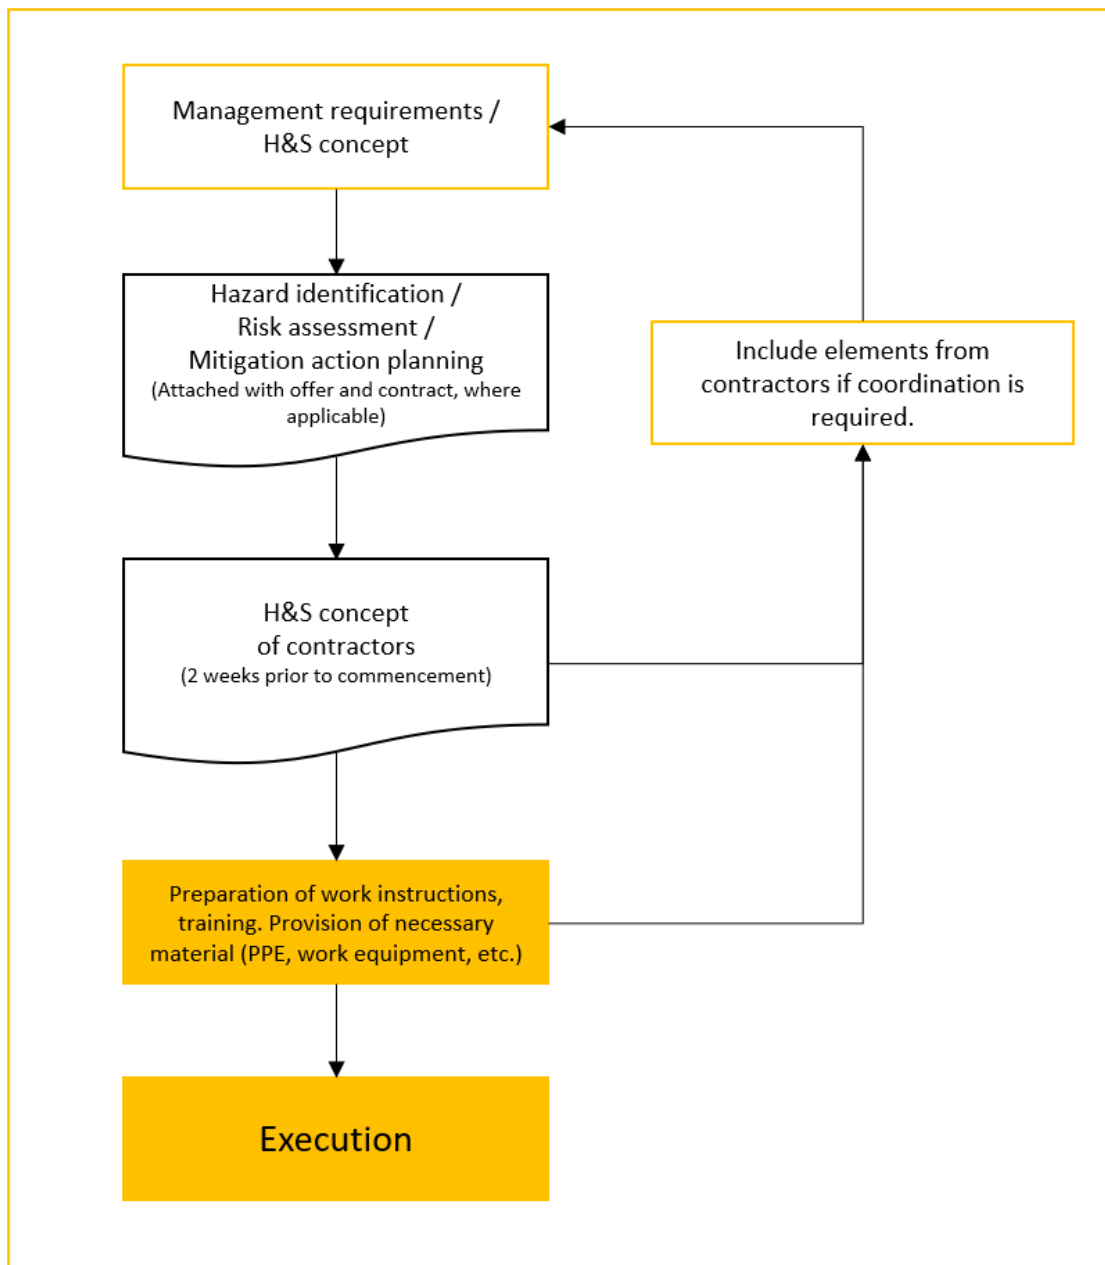 Management requirements /
H&S concept
Hazard identification /
Risk assessment /
Mitigation action planning
(Attached with offer and contract, where
applicable)
Include elements from
contractors if coordination is
required.
H&S concept
of contractors
(2 weeks prior to commencement)
Preparation of work instructions,
training. Provision of necessary
material (PPE, work equipment, etc.)
Execution